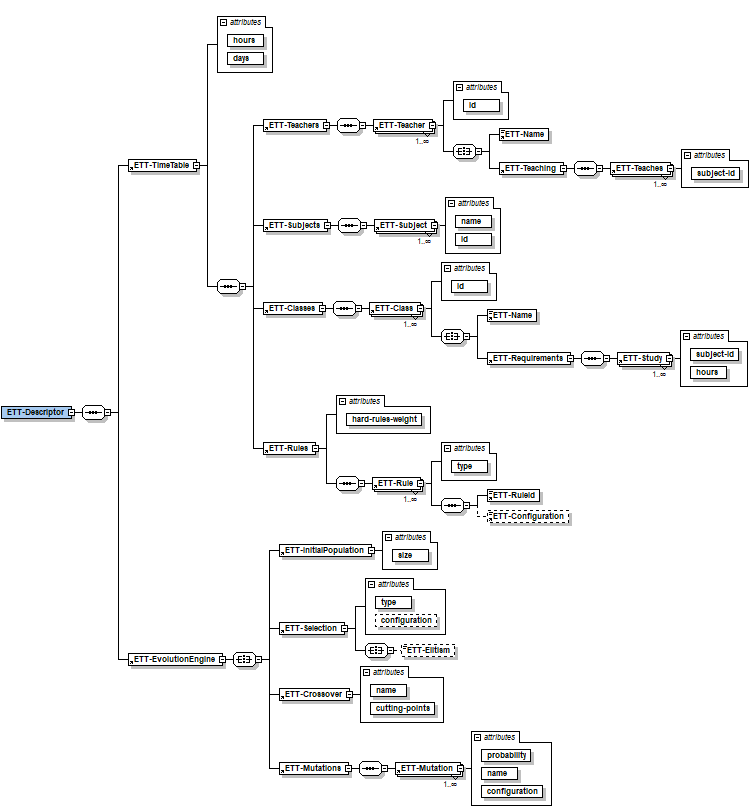 attributes
hours
days
attributes
id
ETT-Teachers
ETT-Teacher
1..∞
ETT-Name
ETT-TimeTable
ETT-Teaching
ETT-Teaches
1..∞
attributes
subject-id
attributes
name
id
ETT-Subjects
ETT-Subject
1..∞
attributes
id
ETT-Classes
ETT-Class
1..∞
ETT-Name
ETT-Requirements
ETT-Study
1..∞
attributes
subject-id
hours
ETT-Descriptor
attributes
hard-rules-weight
ETT-Rules
attributes
type
ETT-Rule
1..∞
ETT-RuleId
ETT-Configuration
attributes
size
ETT-InitialPopulation
attributes
type
configuration
ETT-Selection
ETT-Elitism
ETT-EvolutionEngine
attributes
name
cutting-points
ETT-Crossover
attributes
probability
name
configuration
ETT-Mutations
ETT-Mutation
1..∞